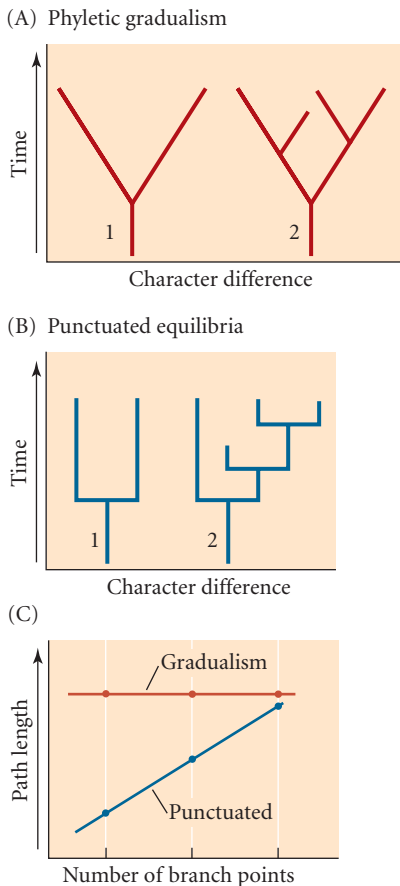 (A) Phyletic gradualism
Time
1
2
Character difference
(B) Punctuated equilibria
Time
1
2
Character difference
(C)
Path length
Gradualism
Punctuated
Number of branch points